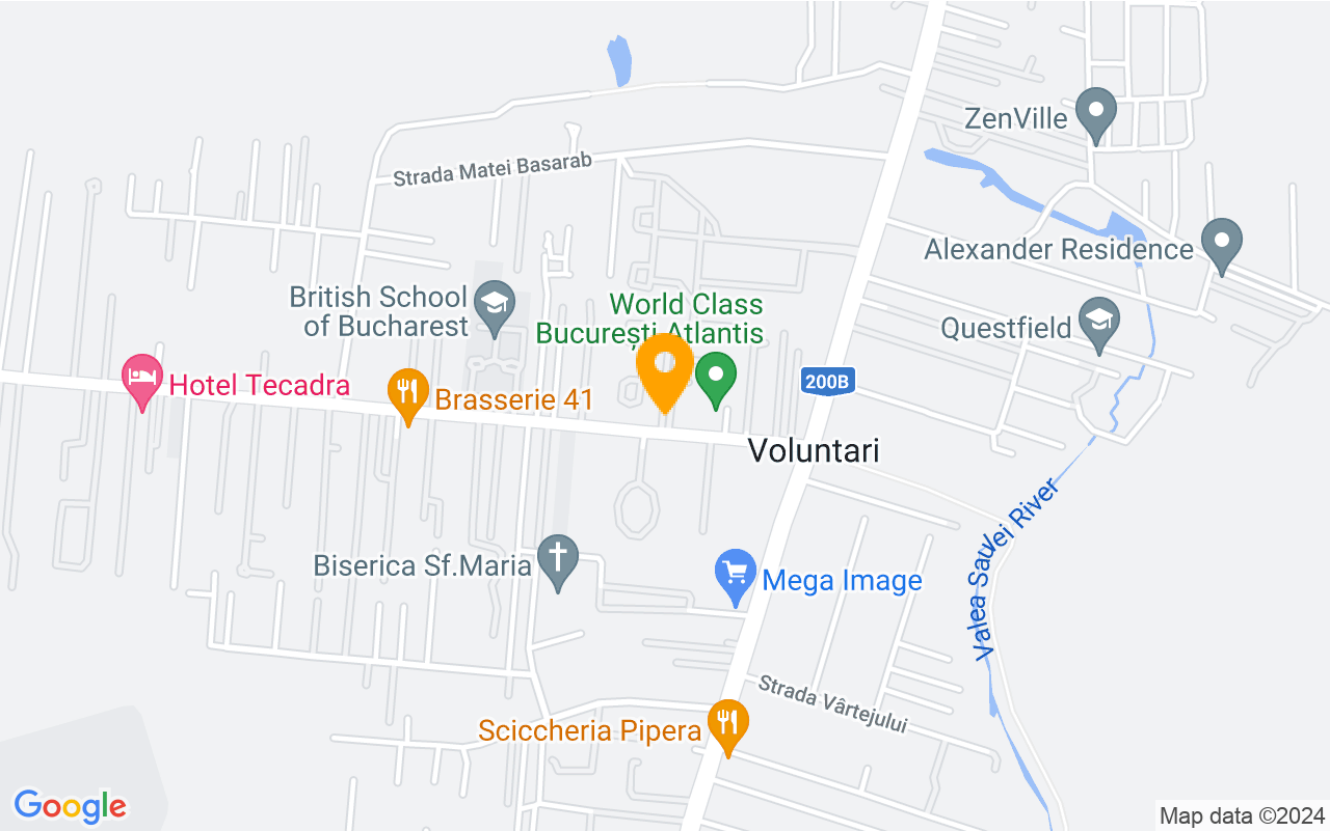 ZenVille
Strada Matei Basarab
Alexander Residence
British School
of Bucharest
World Class
București Atlantis
Questfield
200B
Hotel Tecadra
Brasserie 41
Voluntari
Valea Saulei River
Biserica Sf.Maria
Mega Image
Strada Vârtejului
Sciccheria Pipera
Google
Map data ©2024